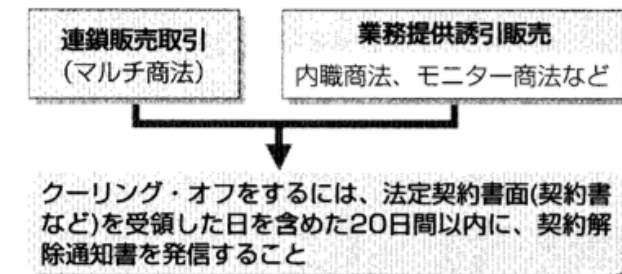 連鎖販売取引
（マルチ商法）
業務提供誘引販売
内職商法、モニター商法など
クーリング・オフをするには、法定契約書面(契約書
など)を受領した日を含めた20日間以内に、契約解
除通知書を発信すること